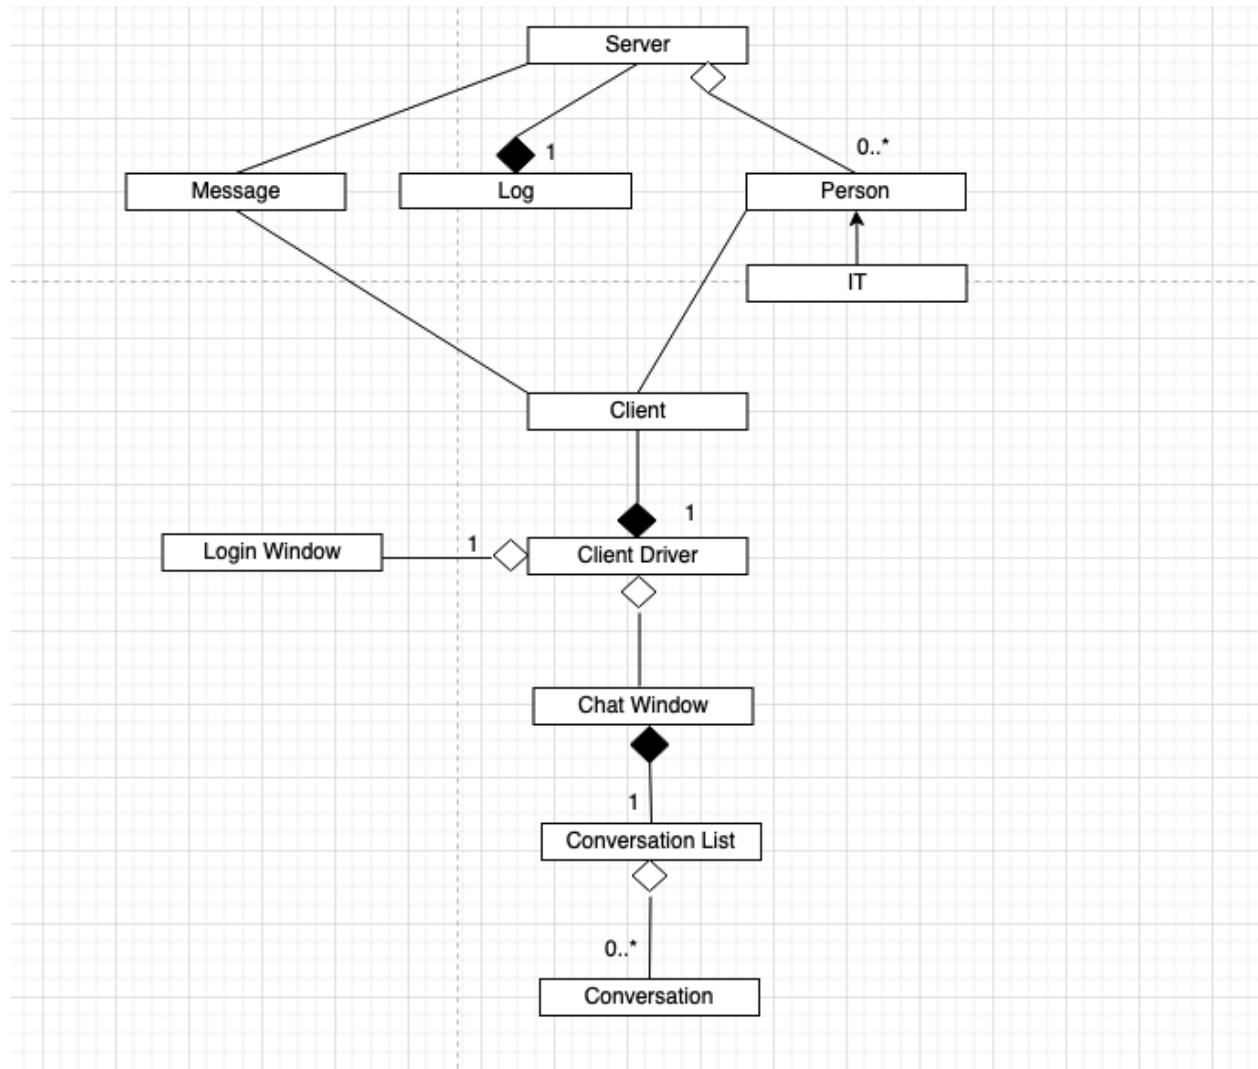 Server
0..*
1
Message
Log
Person
IT
Client
1
1
Login Window
Client Driver
Chat Window
1
Conversation List
0..*
Conversation